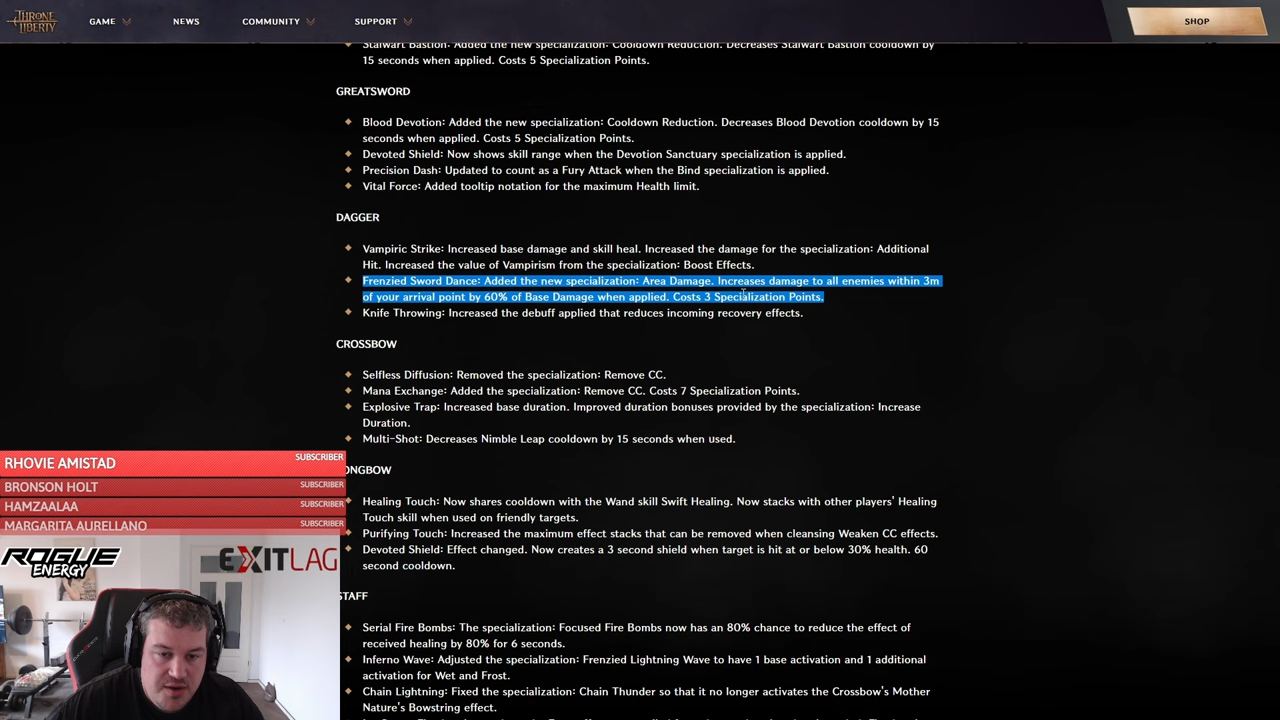 THRONE
LIBERTY
GAME
NEWS
COMMUNITY
SUPPORT
SHOP
Stalwart Bastion: Added the new specialization: Cooldown Reduction. Decreases Stalwart Bastion cooldown by
15 seconds when applied. Costs 5 Specialization Points.
GREATSWORD
Blood Devotion: Added the new specialization: Cooldown Reduction. Decreases Blood Devotion cooldown by 15
seconds when applied. Costs 5 Specialization Points.
Devoted Shield: Now shows skill range when the Devotion Sanctuary specialization is applied.
Precision Dash: Updated to count as a Fury Attack when the Bind specialization is applied.
Vital Force: Added tooltip notation for the maximum Health limit.
DAGGER
Vampiric Strike: Increased base damage and skill heal. Increased the damage for the specialization: Additional
Hit. Increased the value of Vampirism from the specialization: Boost Effects.
Frenzied Sword Dance: Added the new specialization: Area Damage. Increases damage to all enemies within 3m
of your arrival point by 60% of Base Damage when applied. Costs 3 Specialization Points.
Knife Throwing: Increased the debuff applied that reduces incoming recovery effects.
CROSSBOW
Selfless Diffusion: Removed the specialization: Remove CC.
Mana Exchange: Added the specialization: Remove CC. Costs 7 Specialization Points.
Explosive Trap: Increased base duration. Improved duration bonuses provided by the specialization: Increase
Duration.
Multi-Shot: Decreases Nimble Leap cooldown by 15 seconds when used.
ONGBOW
Healing Touch: Now shares cooldown with the Wand skill Swift Healing. Now stacks with other players' Healing
Touch skill when used on friendly targets.
Purifying Touch: Increased the maximum effect stacks that can be removed when cleansing Weaken CC effects.
Devoted Shield: Effect changed. Now creates a 3 second shield when target is hit at or below 30% health. 60
second cooldown.
STAFF
Serial Fire Bombs: The specialization: Focused Fire Bombs now has an 80% chance to reduce the effect of
received healing by 80% for 6 seconds.
Inferno Wave: Adjusted the specialization: Frenzied Lightning Wave to have 1 base activation and 1 additional
activation for Wet and Frost.
Chain Lightning: Fixed the specialization: Chain Thunder so that it no longer activates the Crossbow's Mother
Nature's Bowstring effect.
RHOVIE AMISTAD SUBSCRIBER
BRONSON HOLT SUBSCRIBER
HAMZAALAA SUBSCRIBER
MARGARITA AURELLANO SUBSCRIBER
ROGUE
ENERGY
EXITLAG